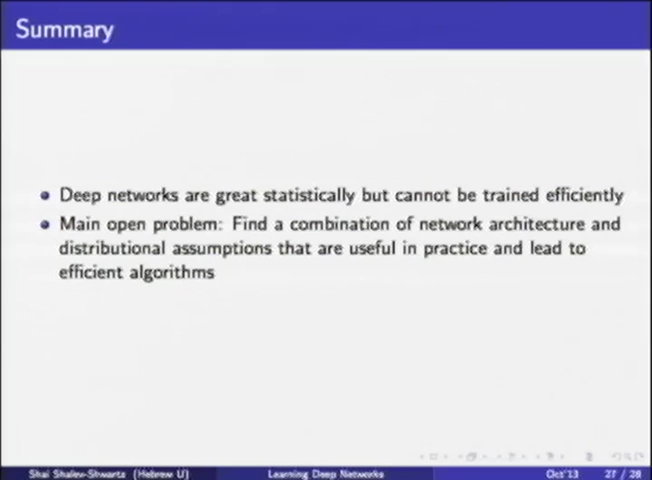 Summary
Deep networks are great statistically but cannot be trained efficiently
Main open problem: Find a combination of network architecture and
distributional assumptions that are useful in practice and lead to
efficient algorithms
Shai Shalev-Shwartz (Hebrew U)
Learning Deep Networks
Oct'13
27 / 28